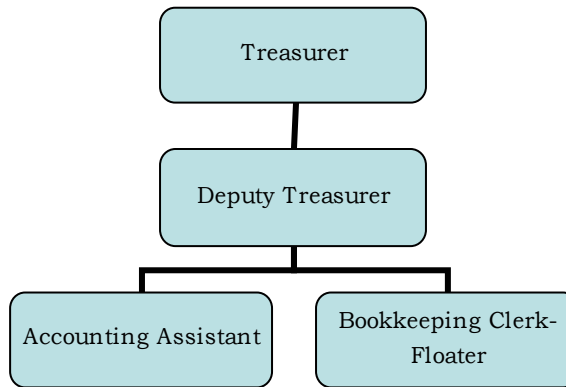 Treasurer
Deputy Treasurer
Accounting Assistant
Bookkeeping Clerk-
Floater